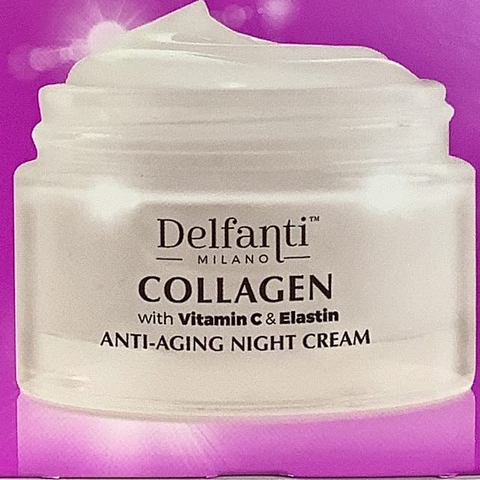 Delfanti™
MILANO
COLLAGEN
with Vitamin C & Elastin
ANTI-AGING NIGHT CREAM